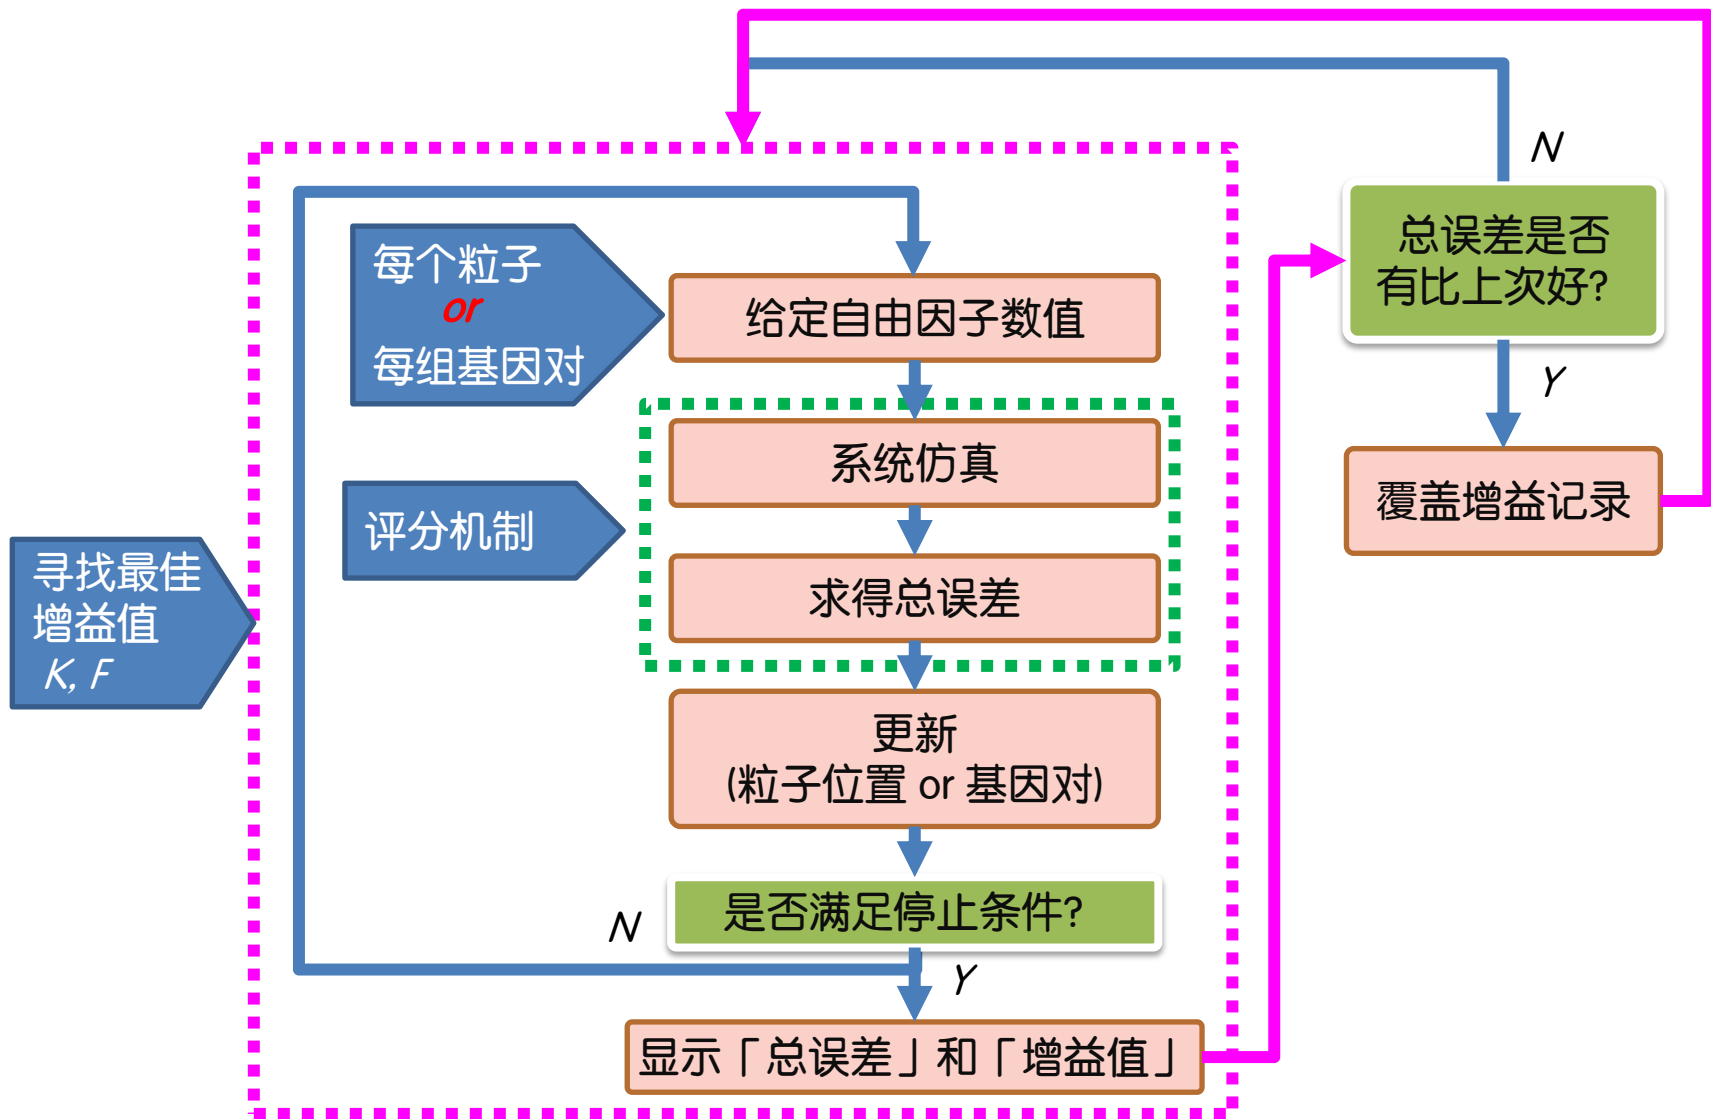 N
总误差是否
有比上次好?
Y
覆盖增益记录
每个粒子
or
每组基因对
给定自由因子数值
系统仿真
评分机制
求得总误差
寻找最佳
增益值
K, F
更新
(粒子位置 or 基因对)
是否满足停止条件?
N
Y
显示「总误差」和「增益值」